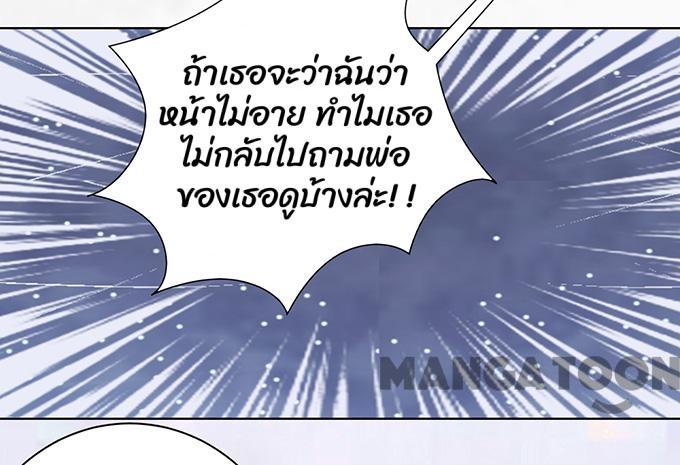 ถ้าเธอจะว่าฉันว่า
หน้าไม่อาย ทำไมเธอ
ไม่กลับไปถามพ่อ
ของเธอดูบ้างล่ะ!!
MANGATOON